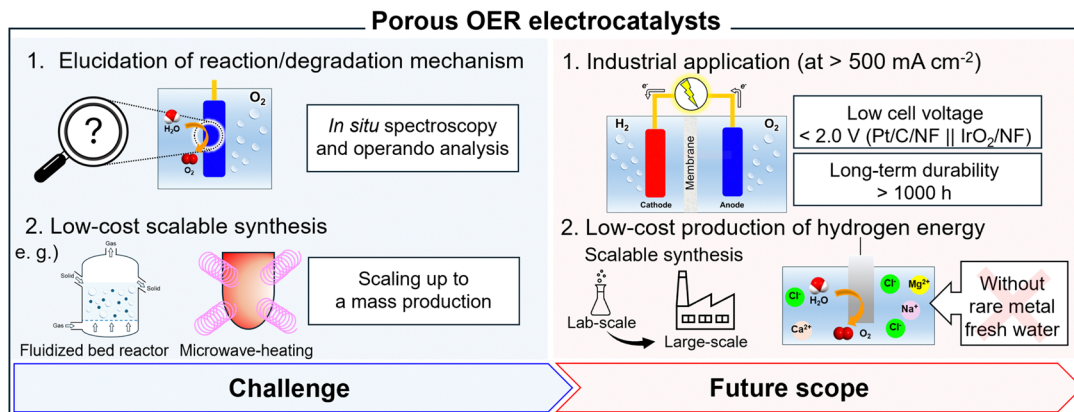 Porous OER electrocatalysts
1. Elucidation of reaction/degradation mechanism
?
H₂O
O₂
O₂
In situ spectroscopy
and operando analysis
2. Low-cost scalable synthesis
e. g.)
Gas
Solid
Solid
Gas
Fluidized bed reactor
Microwave-heating
Scaling up to
a mass production
Challenge
1. Industrial application (at > 500 mA cm⁻²)
e⁻
e⁻
H₂
O₂
Membrane
Cathode
Anode
Low cell voltage
< 2.0 V (Pt/C/NF || IrO₂/NF)
Long-term durability
> 1000 h
2. Low-cost production of hydrogen energy
Scalable synthesis
Lab-scale
Large-scale
Cl⁻
H₂O
Cl⁻
Mg²⁺
Na⁺
Ca²⁺
O₂
Cl⁻
Without
rare metal
fresh water
Future scope